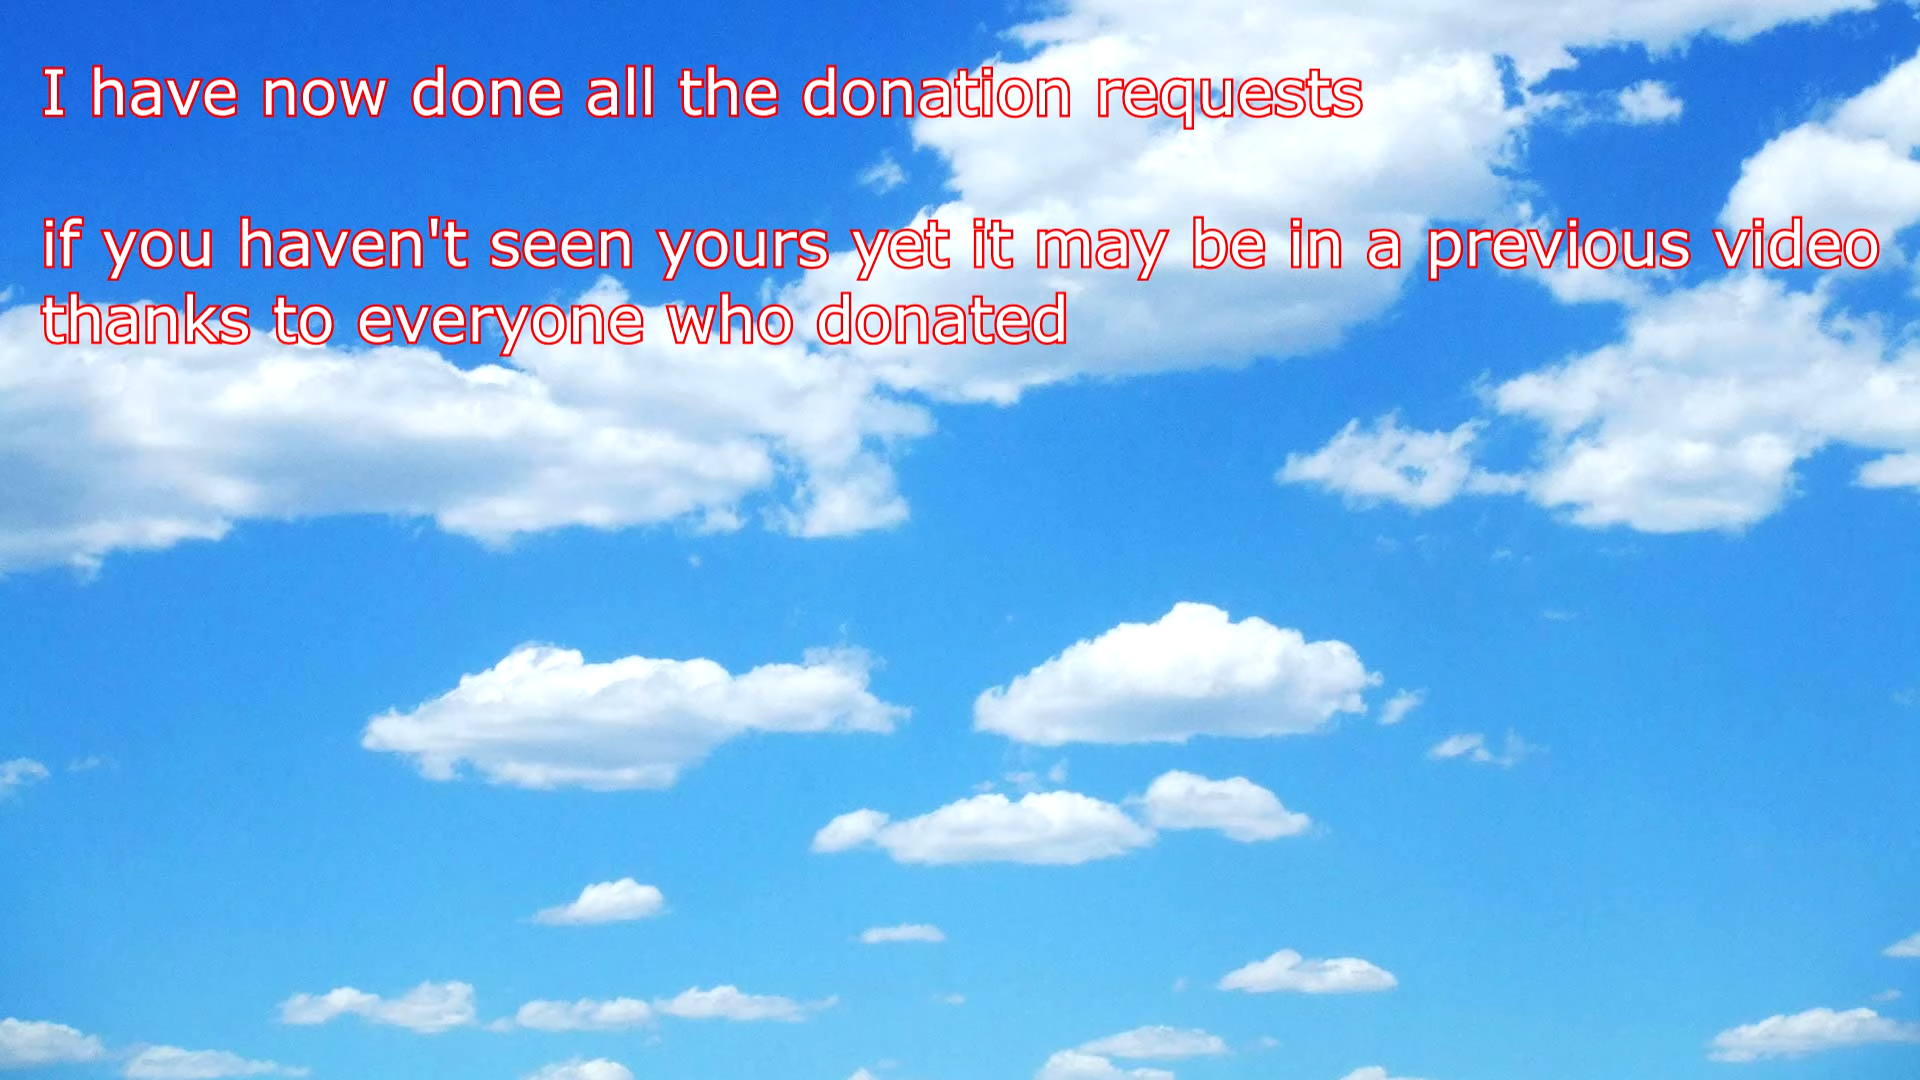 I have now done all the donation requests
if you haven't seen yours yet it may be in a previous video
thanks to everyone who donated